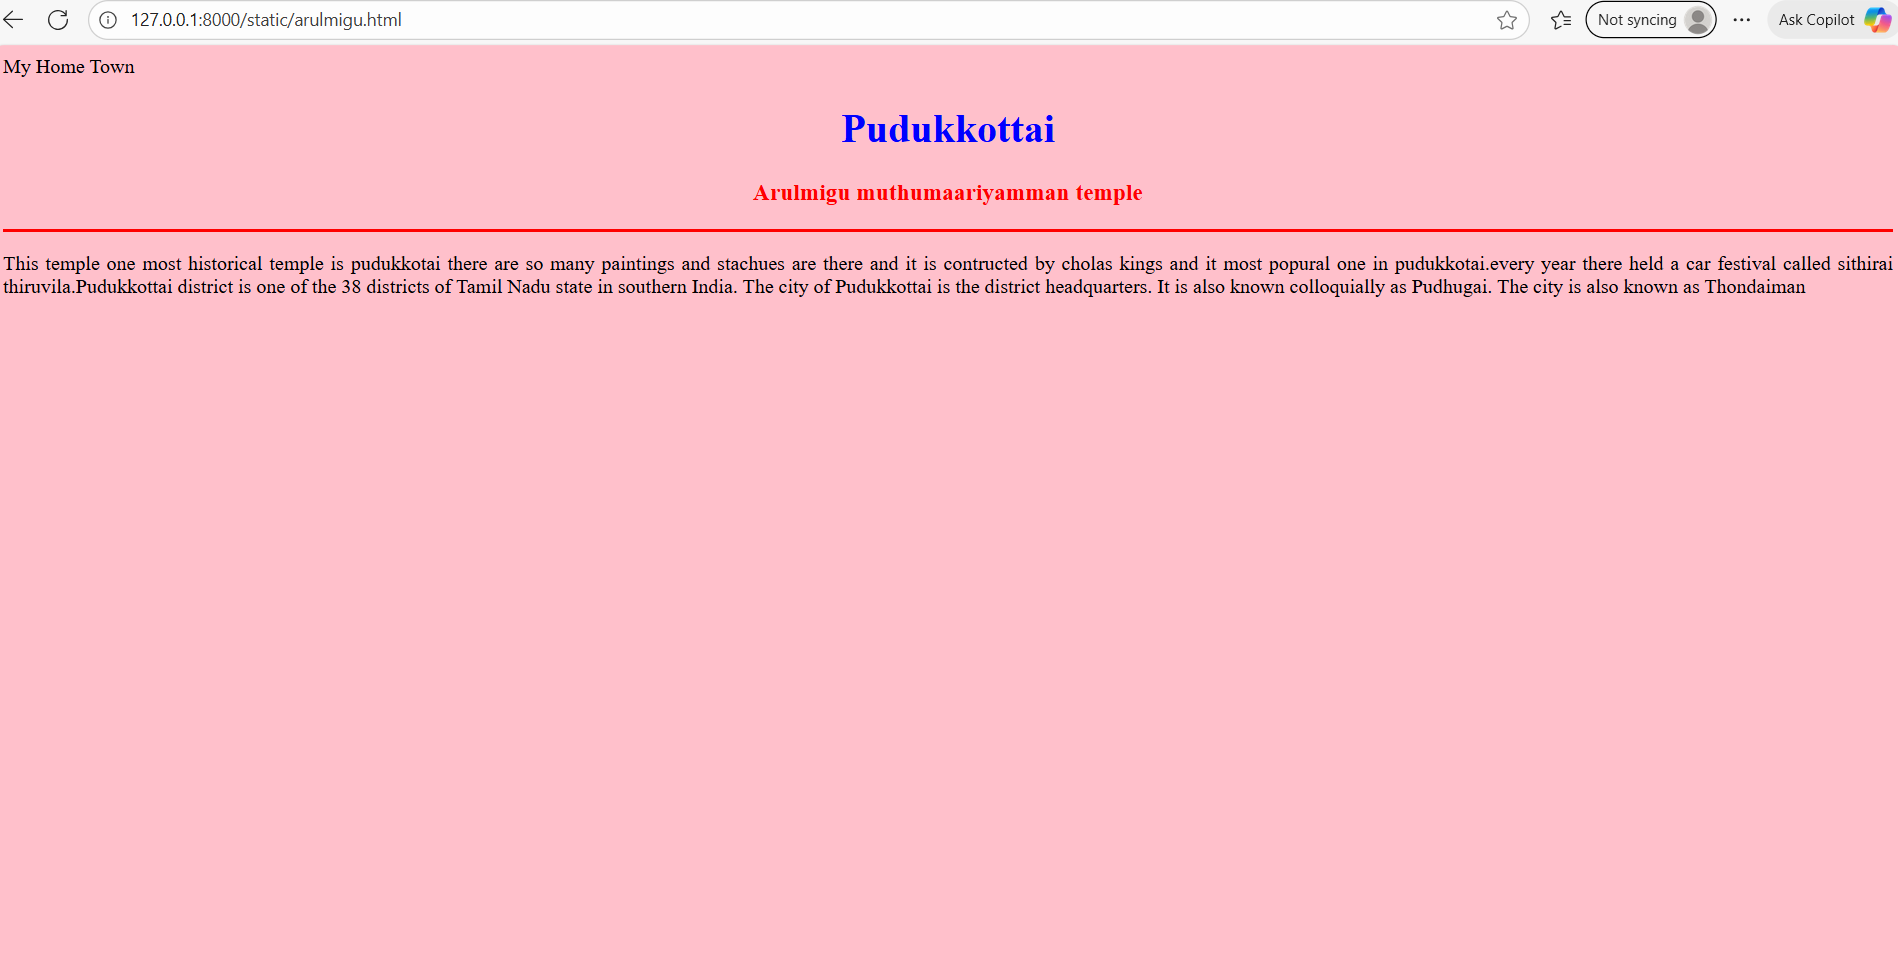 127.0.0.1:8000/static/arulmigu.html
Not syncing
Ask Copilot
My Home Town
Pudukkottai
Arulmigu muthumaariyamman temple
This temple one most historical temple is pudukkotai there are so many paintings and stachues are there and it is contructed by cholas kings and it most popural one in pudukkotai.every year there held a car festival called sithirai
thiruvila.Pudukkottai district is one of the 38 districts of Tamil Nadu state in southern India. The city of Pudukkottai is the district headquarters. It is also known colloquially as Pudhugai. The city is also known as Thondaiman